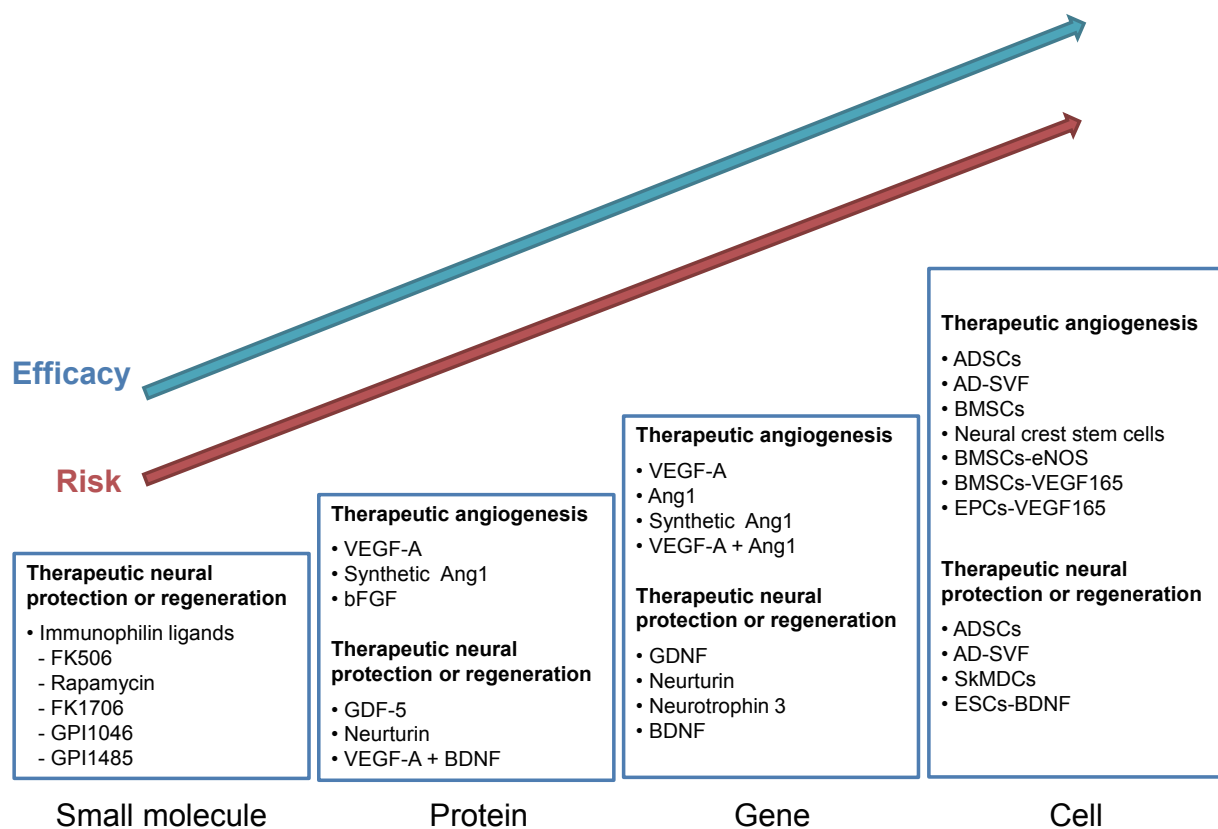 Efficacy
Risk
Therapeutic neural
protection or regeneration
• Immunophilin ligands
- FK506
- Rapamycin
- FK1706
- GPI1046
- GPI1485
Small molecule
Therapeutic angiogenesis
• VEGF-A
• Synthetic Ang1
• bFGF
Therapeutic neural
protection or regeneration
• GDF-5
• Neurturin
• VEGF-A + BDNF
Protein
Therapeutic angiogenesis
• VEGF-A
• Ang1
• Synthetic Ang1
• VEGF-A + Ang1
Therapeutic neural
protection or regeneration
• GDNF
• Neurturin
• Neurotrophin 3
• BDNF
Gene
Therapeutic angiogenesis
• ADSCs
• AD-SVF
• BMSCs
• Neural crest stem cells
• BMSCs-eNOS
• BMSCs-VEGF165
• EPCs-VEGF165
Therapeutic neural
protection or regeneration
• ADSCs
• AD-SVF
• SkMDCs
• ESCs-BDNF
Cell